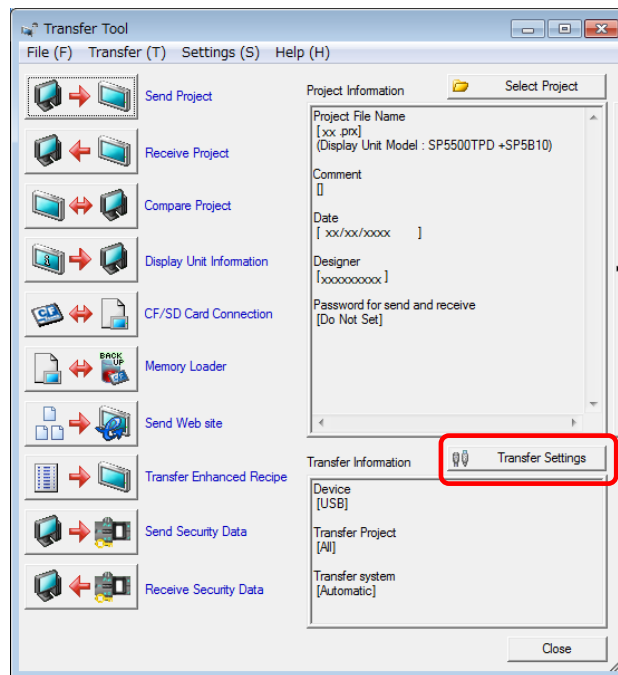 Transfer Tool
File (F) Transfer (T) Settings (S) Help (H)
Send Project
Receive Project
Compare Project
Display Unit Information
CF/SD Card Connection
BACK UP
Memory Loader
Send Web site
Transfer Enhanced Recipe
Send Security Data
Receive Security Data
Project Information
Select Project
Project File Name
[xx .prx]
(Display Unit Model : SP5500TPD +SP5B10)
Comment
[]
Date
[ xx/xx/xxxx ]
Designer
[xxxxxxxxx ]
Password for send and receive
[Do Not Set]
Transfer Information
Transfer Settings
Device
[USB]
Transfer Project
[All]
Transfer system
[Automatic]
Close